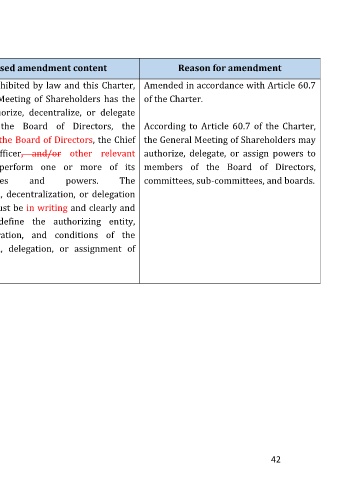 sed amendment content
hibited by law and this Charter,
Meeting of Shareholders has the
orize, decentralize, or delegate
the Board of Directors, the
the Board of Directors, the Chief
fficer, and/or other relevant
perform one or more of its
es and powers. The
, decentralization, or delegation
ust be in writing and clearly and
define the authorizing entity,
ration, and conditions of the
, delegation, or assignment of
Reason for amendment
Amended in accordance with Article 60.7
of the Charter.
According to Article 60.7 of the Charter,
the General Meeting of Shareholders may
authorize, delegate, or assign powers to
members of the Board of Directors,
committees, sub-committees, and boards.
42